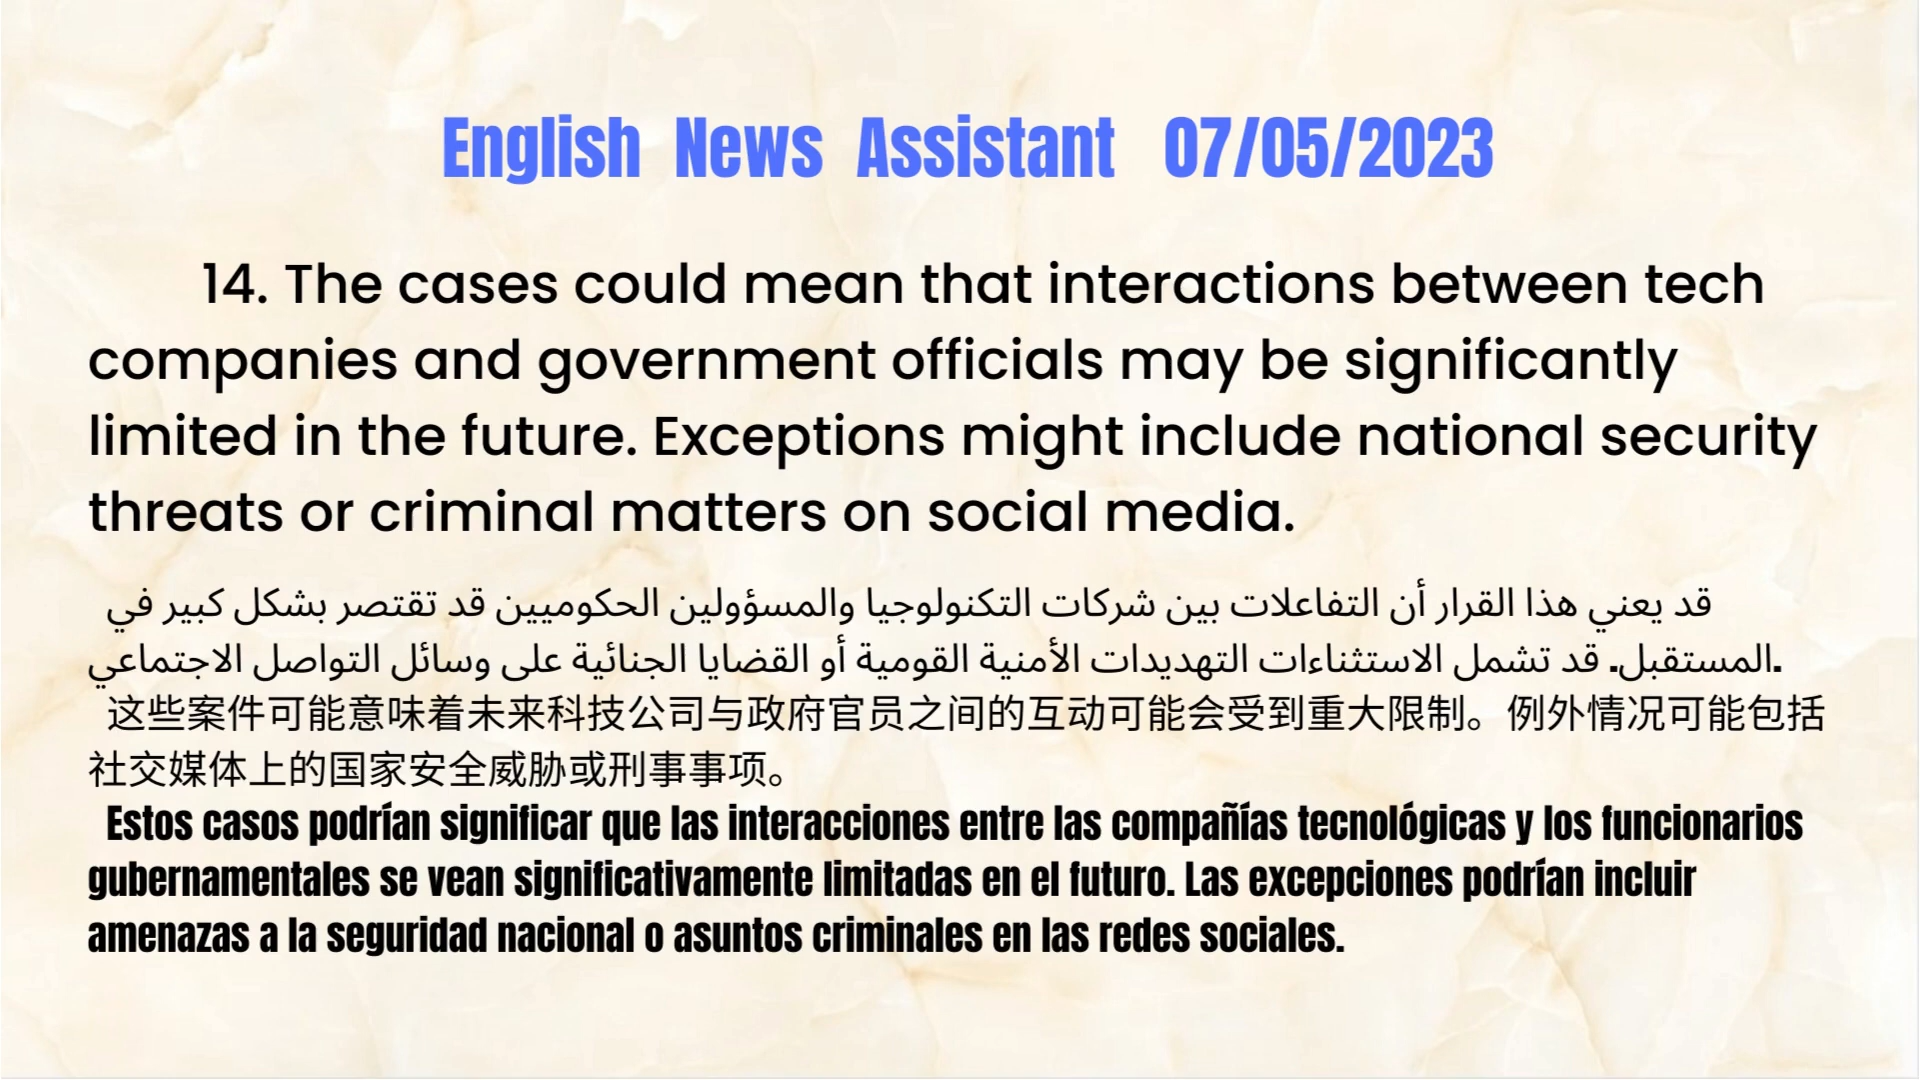 English News Assistant 07/05/2023
14. The cases could mean that interactions between tech
companies and government officials may be significantly
limited in the future. Exceptions might include national security
threats or criminal matters on social media.
قد يعني هذا القرار أن التفاعلات بين شركات التكنولوجيا والمسؤولين الحكوميين قد تقتصر بشكل كبير في
المستقبل. قد تشمل الاستثناءات التهديدات الأمنية القومية أو القضايا الجنائية على وسائل التواصل الاجتماعي.
这些案件可能意味着未来科技公司与政府官员之间的互动可能会受到重大限制。例外情况可能包括
社交媒体上的国家安全威胁或刑事事项。
Estos casos podrían significar que las interacciones entre las compañías tecnológicas y los funcionarios
gubernamentales se vean significativamente limitadas en el futuro. Las excepciones podrían incluir
amenazas a la seguridad nacional o asuntos criminales en las redes sociales.